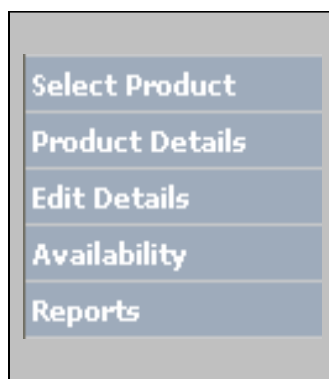 Select Product
Product Details
Edit Details
Availability
Reports